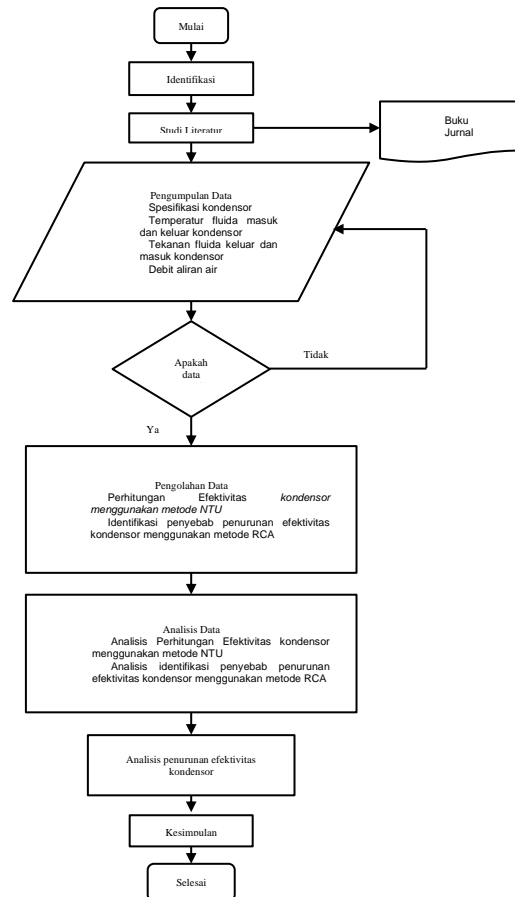 Mulai
Identifikasi
Studi Literatur
Buku
Jurnal
Pengumpulan Data
Spesifikasi kondensor
Temperatur fluida masuk
dan keluar kondensor
Tekanan fluida keluar dan
masuk kondensor
Debit aliran air
Apakah
data
Tidak
Ya
Pengolahan Data
Perhitungan Efektivitas kondensor
menggunakan metode NTU
Identifikasi penyebab penurunan efektivitas
kondensor menggunakan metode RCA
Analisis Data
Analisis Perhitungan Efektivitas kondensor
menggunakan metode NTU
Analisis identifikasi penyebab penurunan
efektivitas kondensor menggunakan metode RCA
Analisis penurunan efektivitas
kondensor
Kesimpulan
Selesai